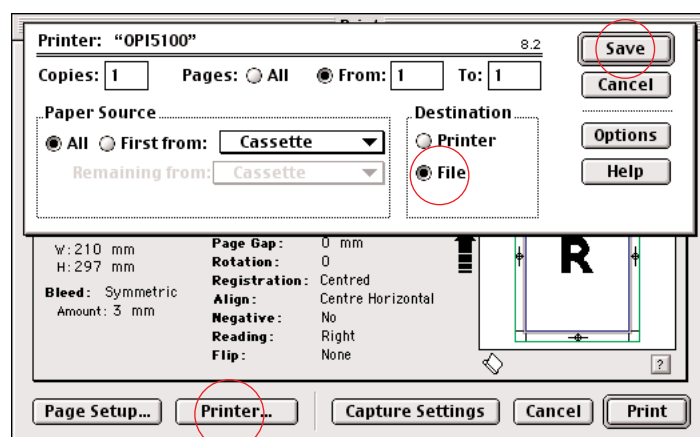 Printer: “OPI5100” 8.2 Save
Copies: 1 Pages: All From: 1 To: 1 Cancel
Paper Source Destination
All First from: Cassette Printer Options
Remaining from: Cassette File Help
W: 210 mm Page Gap: 0 mm
H: 297 mm Rotation: 0
Registration: Centred
Bleed: Symmetric Align: Centre Horizontal
Amount: 3 mm Negative: No
Reading: Right
Flip: None
R
?
Page Setup... Printer... Capture Settings Cancel Print